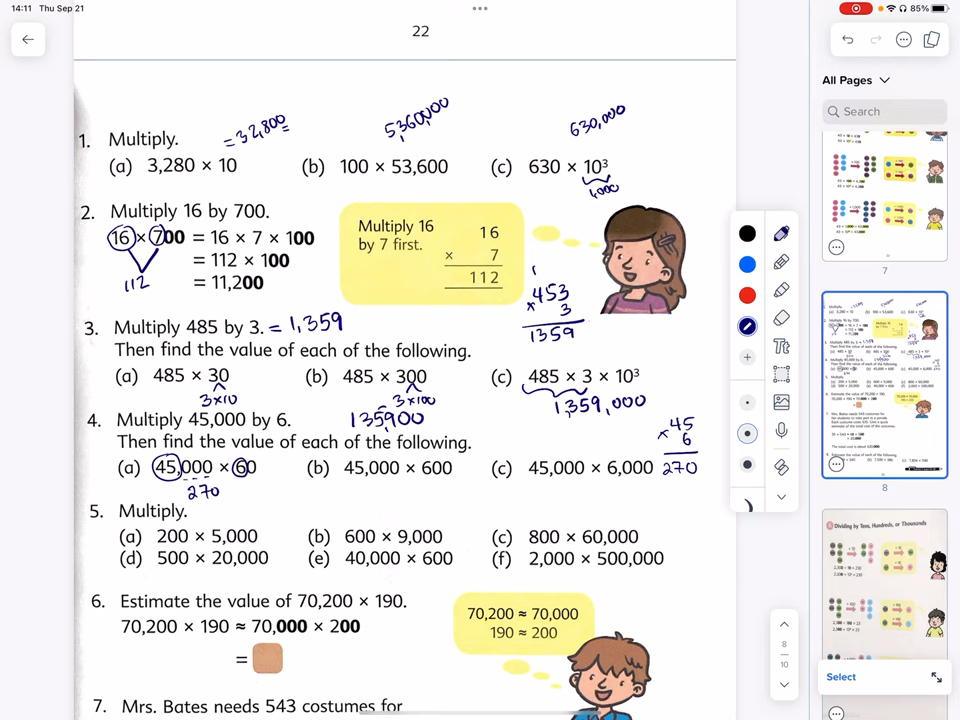 14:11 Thu Sep 21
85%
22
All Pages
Search
1. Multiply.
= 32,800
5,360,000
630,000
(a) 3,280 × 10
(b) 100 × 53,600
(c) 630 × 10³
1000
2. Multiply 16 by 700.
16 × 700 = 16 × 7 × 100
= 112 × 100
112
= 11,200
Multiply 16
by 7 first.
16
× 7
112
1
×453
3
1359
3. Multiply 485 by 3. = 1,359
Then find the value of each of the following.
(a) 485 × 30
(b) 485 × 300
(c) 485 × 3 × 10³
3×10
3×100
1,359,000
135,900
4. Multiply 45,000 by 6.
Then find the value of each of the following.
(a) 45,000 × 60
(b) 45,000 × 600
(c) 45,000 × 6,000
270
×45
6
270
5. Multiply.
(a) 200 × 5,000
(b) 600 × 9,000
(c) 800 × 60,000
(d) 500 × 20,000
(e) 40,000 × 600
(f) 2,000 × 500,000
6. Estimate the value of 70,200 × 190.
70,200 × 190 ≈ 70,000 × 200
=
70,200 ≈ 70,000
190 ≈ 200
7. Mrs. Bates needs 543 costumes for
Tt
8
10
7
8
Dividing by Tens, Hundreds, or Thousands
Select